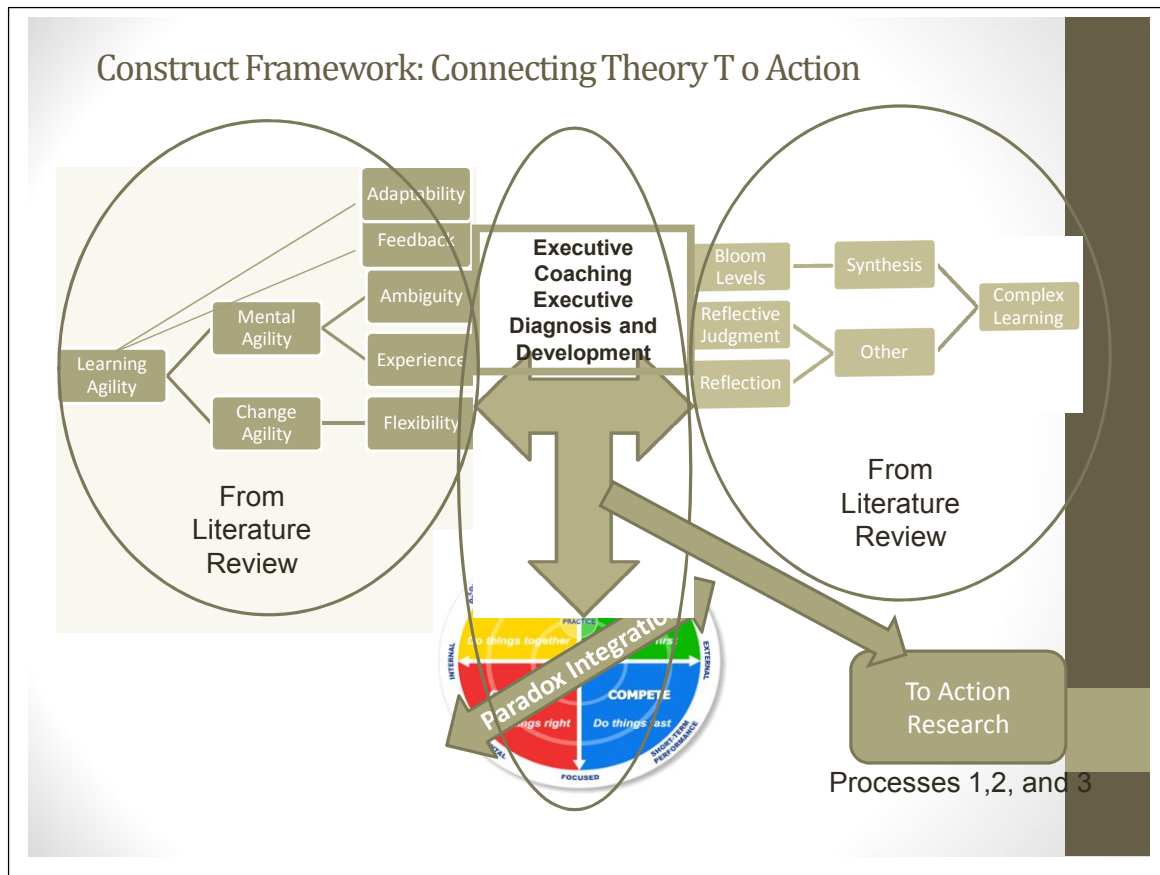 Construct Framework: Connecting Theory T o Action
Adaptability
Feedback
Ambiguity
Mental
Agility
Experience
Learning
Agility
Change
Agility
Flexibility
From
Literature
Review
Executive
Coaching
Executive
Diagnosis and
Development
Bloom
Levels
Synthesis
Reflective
Judgment
Complex
Learning
Other
Reflection
From
Literature
Review
PRACTICE
Do things together
first
INTERNAL
EXTERNAL
Paradox Integration
COMPETE
things right
Do things fast
SHORT-TERM
PERFORMANCE
FOCUSED
To Action
Research
Processes 1,2, and 3